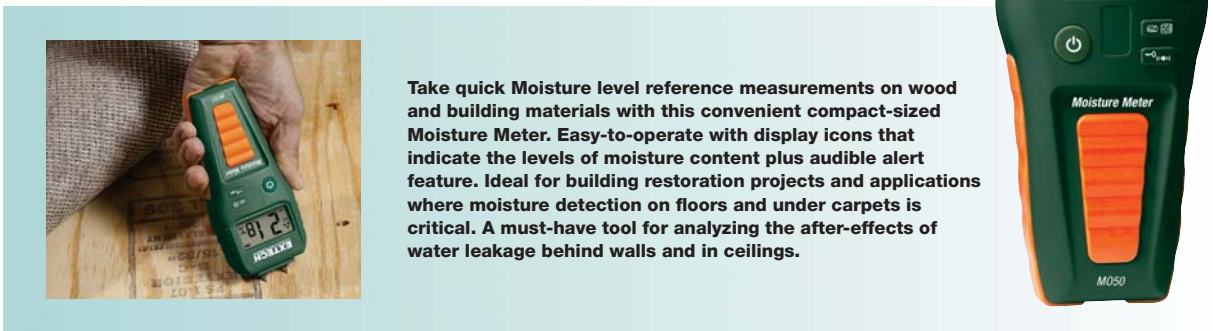 Take quick Moisture level reference measurements on wood
and building materials with this convenient compact-sized
Moisture Meter. Easy-to-operate with display icons that
indicate the levels of moisture content plus audible alert
feature. Ideal for building restoration projects and applications
where moisture detection on floors and under carpets is
critical. A must-have tool for analyzing the after-effects of
water leakage behind walls and in ceilings.
Moisture Meter
EXTECH
Moisture Meter
MO50